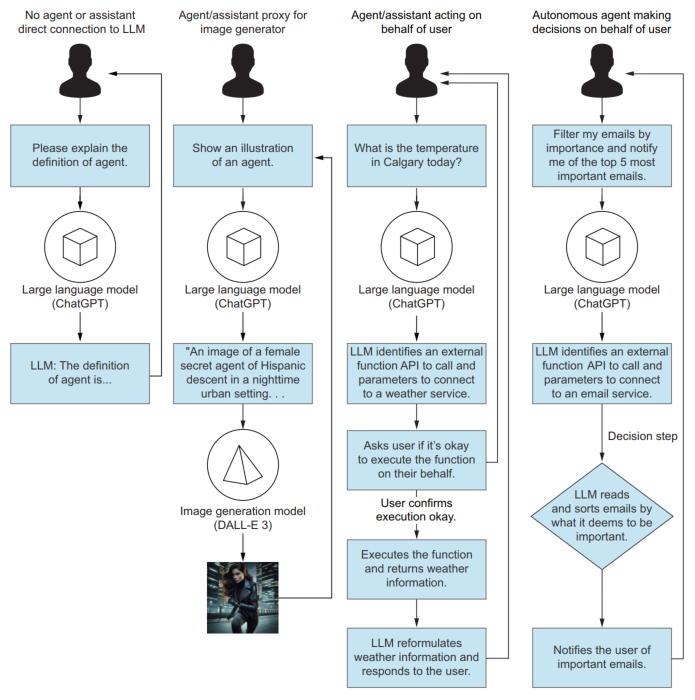 No agent or assistant
direct connection to LLM
Please explain the
definition of agent.
Large language model
(ChatGPT)
LLM: The definition
of agent is...
Agent/assistant proxy for
image generator
Show an illustration
of an agent.
Large language model
(ChatGPT)
"An image of a female
secret agent of Hispanic
descent in a nighttime
urban setting. . .
Image generation model
(DALL-E 3)
Agent/assistant acting on
behalf of user
What is the temperature
in Calgary today?
Large language model
(ChatGPT)
LLM identifies an external
function API to call and
parameters to connect
to a weather service.
Asks user if it’s okay
to execute the function
on their behalf.
User confirms
execution okay.
Executes the function
and returns weather
information.
LLM reformulates
weather information and
responds to the user.
Autonomous agent making
decisions on behalf of user
Filter my emails by
importance and notify
me of the top 5 most
important emails.
Large language model
(ChatGPT)
LLM identifies an external
function API to call and
parameters to connect
to an email service.
Decision step
LLM reads
and sorts emails by
what it deems to be
important.
Notifies the user of
important emails.